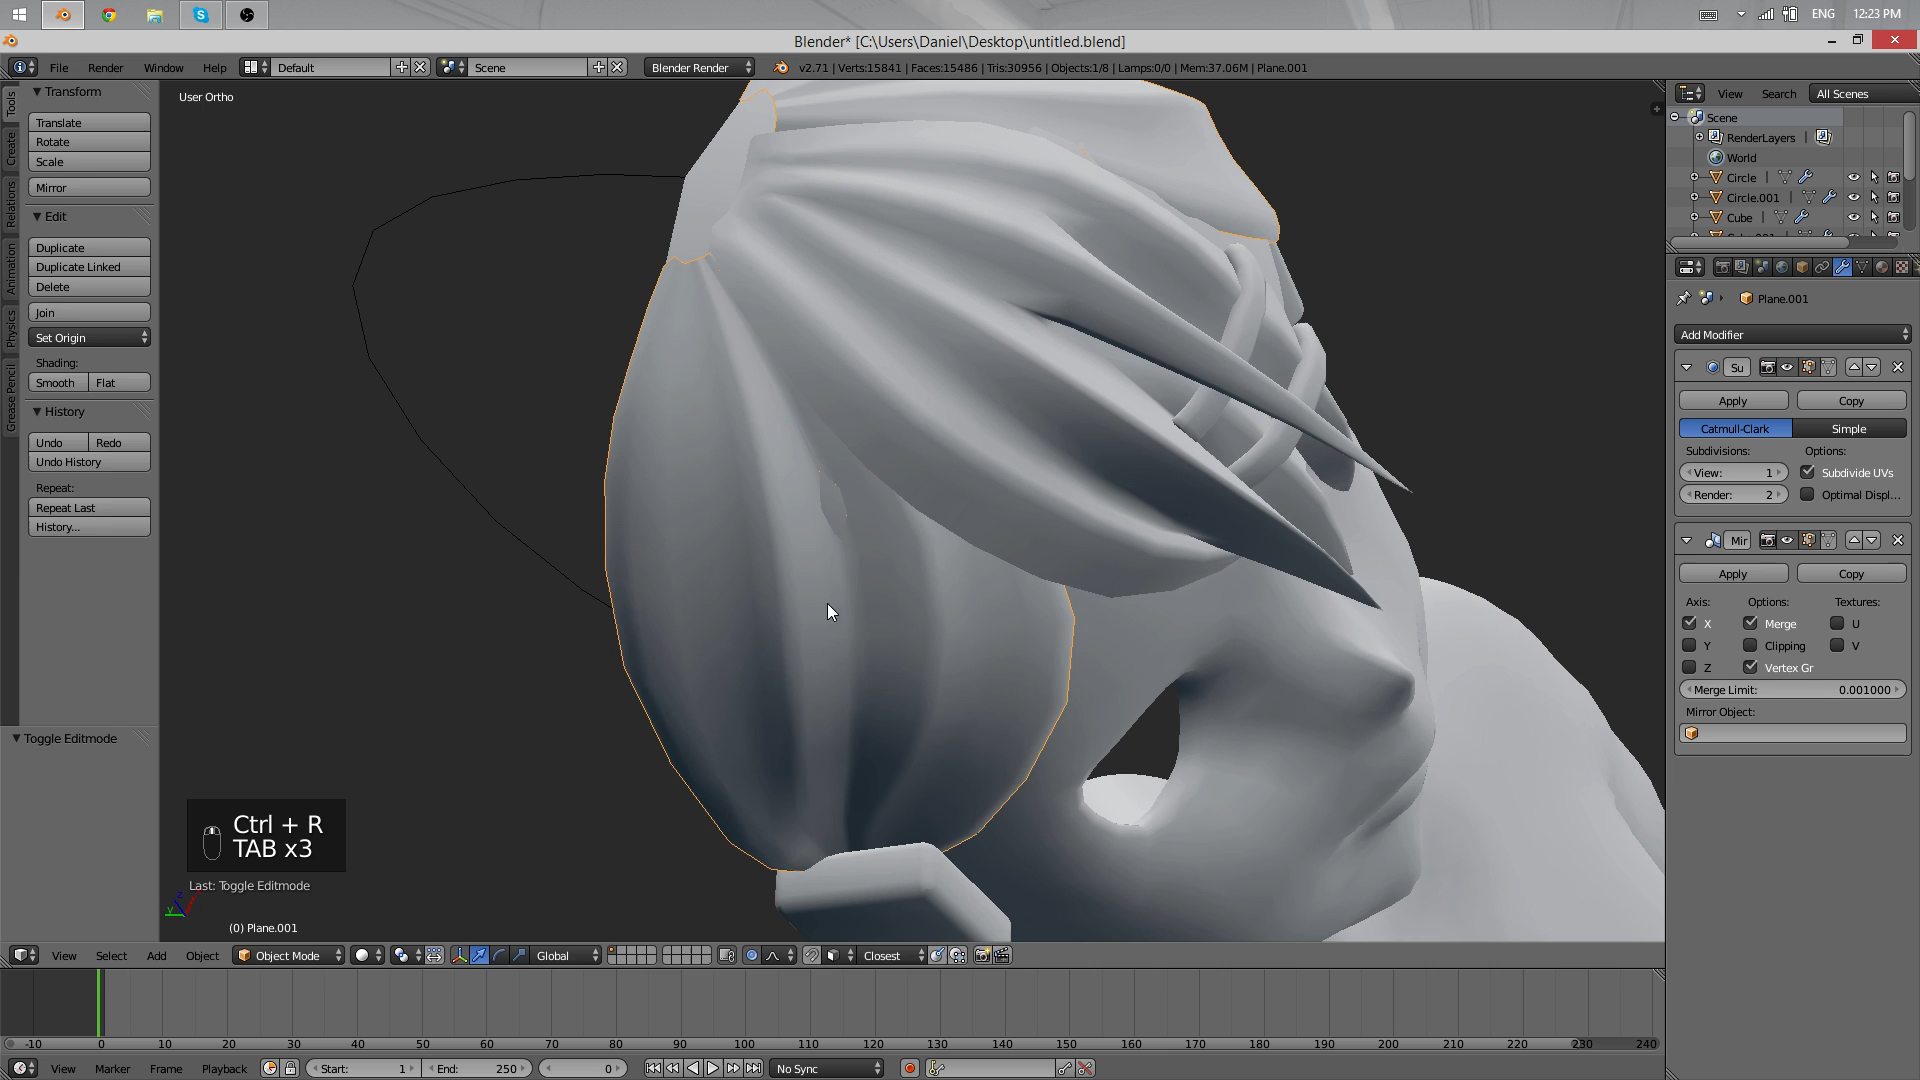 ENG 12:23 PM
Blender* [C:\Users\Daniel\Desktop\untitled.blend]
File Render Window Help Default Scene Blender Render v2.71 | Verts:15841 | Faces:15486 | Tris:30956 | Objects:1/8 | Lamps:0/0 | Mem:37.06M | Plane.001
Tools
Create
Relations
Animation
Physics
Grease Pencil
Transform
Translate
Rotate
Scale
Mirror
Edit
Duplicate
Duplicate Linked
Delete
Join
Set Origin
Shading:
Smooth Flat
History
Undo Redo
Undo History
Repeat:
Repeat Last
History...
Toggle Editmode
User Ortho
Ctrl + R
TAB x3
Last: Toggle Editmode
(0) Plane.001
View Search All Scenes
Scene
RenderLayers |
World
Circle |
Circle.001 |
Cube |
Plane.001
Add Modifier
Su
Apply Copy
Catmull-Clark Simple
Subdivisions: Options:
View: 1 Subdivide UVs
Render: 2 Optimal Displ...
Mir
Apply Copy
Axis: Options: Textures:
X Merge U
Y Clipping V
Z Vertex Gr
Merge Limit: 0.001000
Mirror Object:
View Select Add Object Object Mode Global Closest
-10 0 10 20 30 40 50 60 70 80 90 100 110 120 130 140 150 160 170 180 190 200 210 220 230 240
View Marker Frame Playback Start: 1 End: 250 0 No Sync